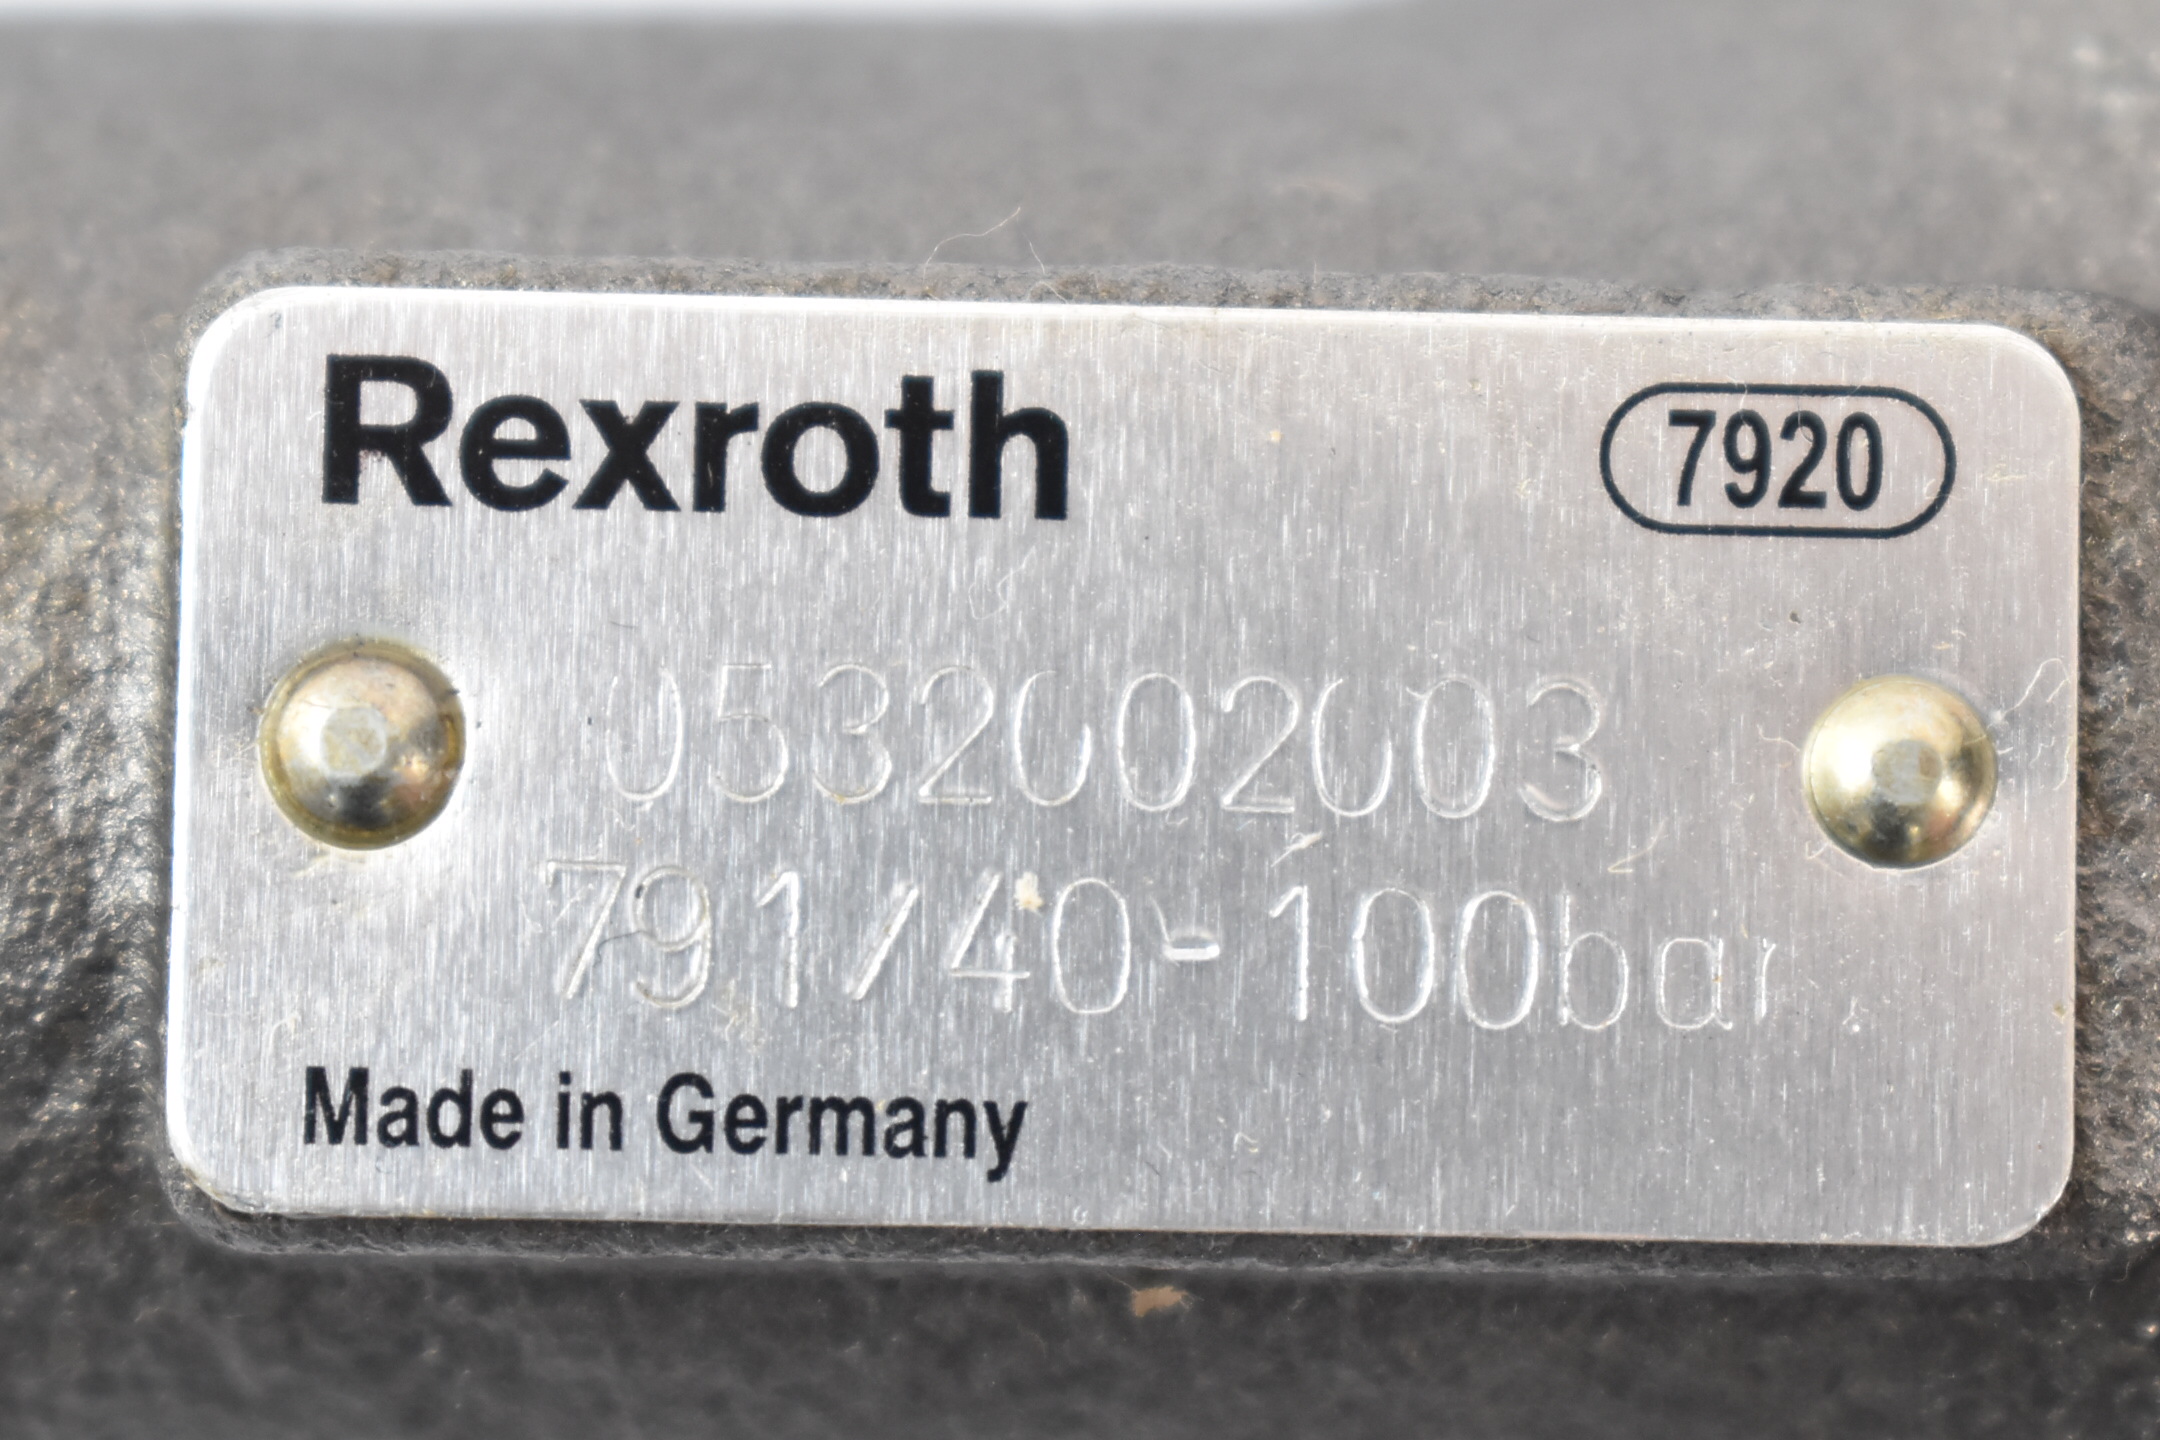 Rexroth
7920
0532002003
791/40-100bar
Made in Germany